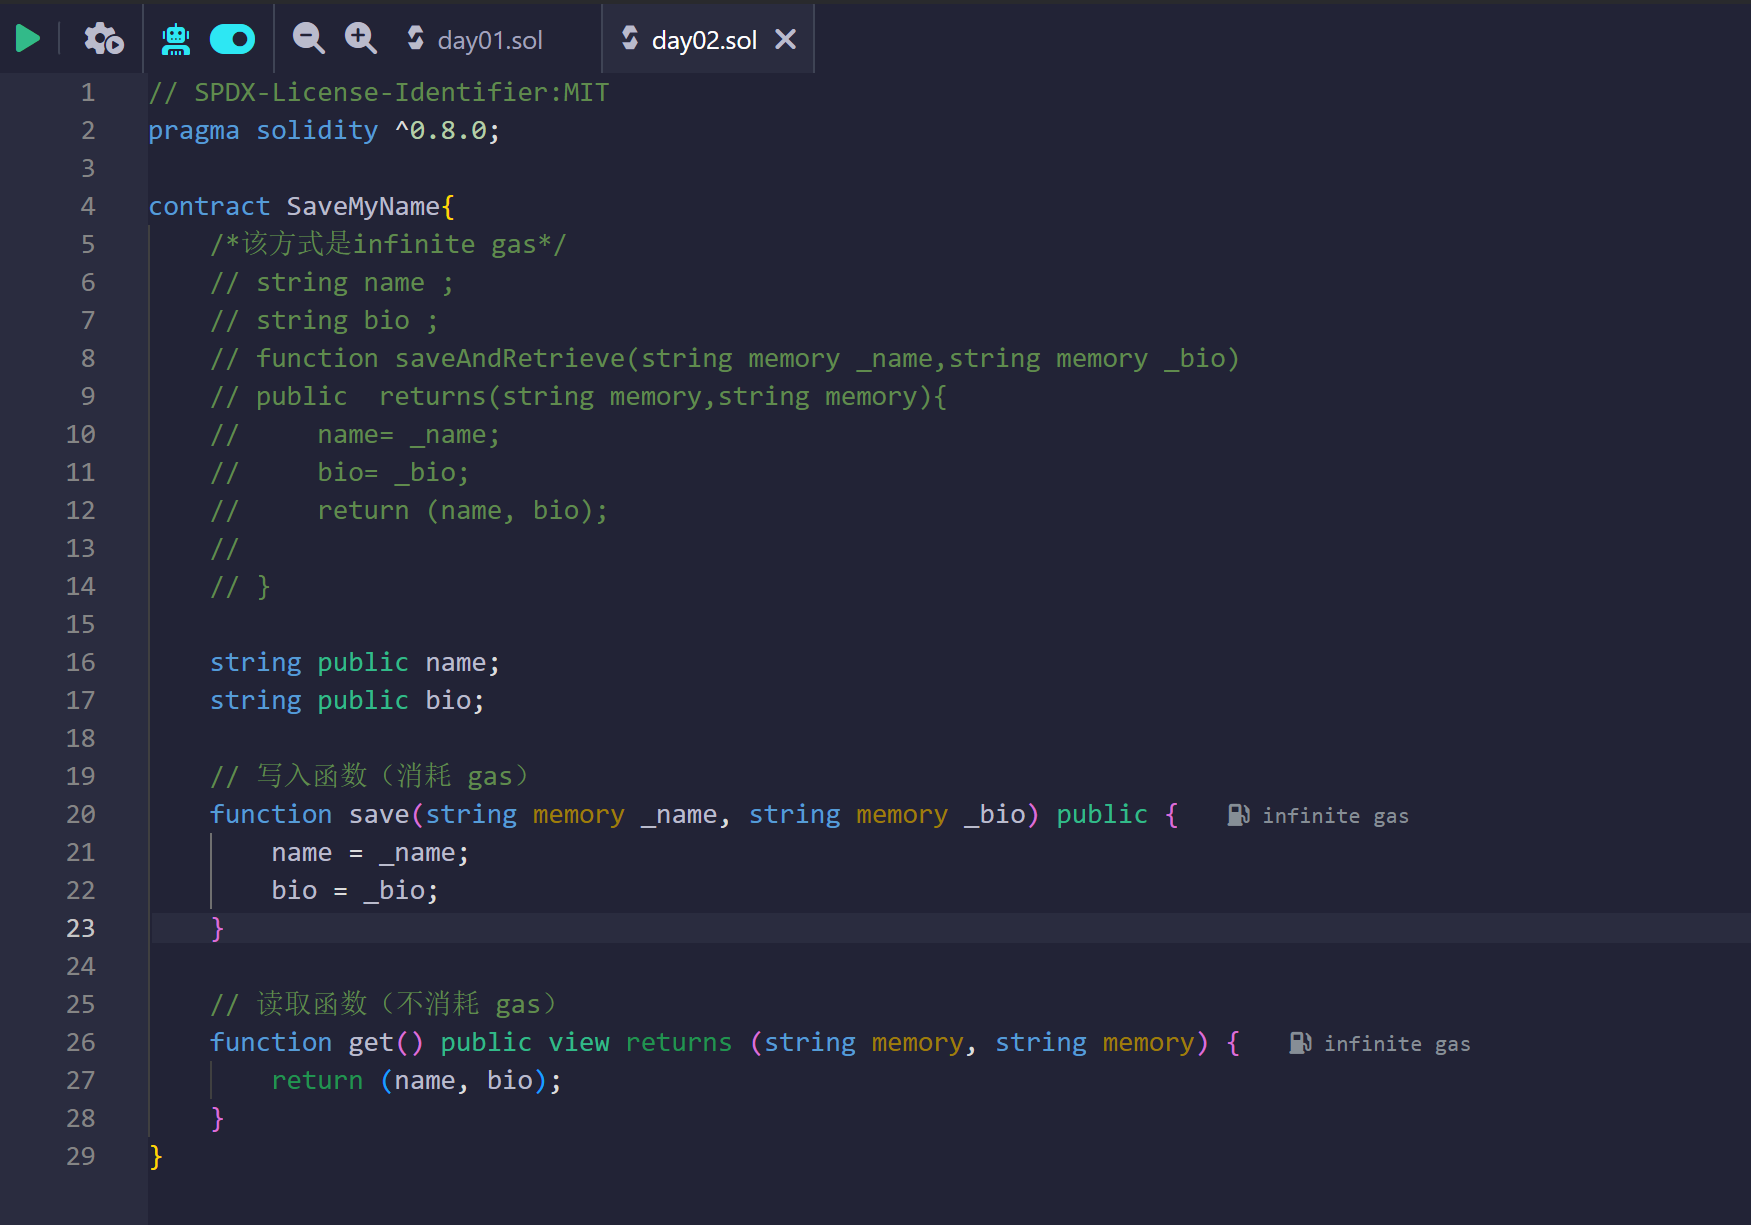 day01.sol day02.sol
1 // SPDX-License-Identifier:MIT
2 pragma solidity ^0.8.0;
3
4 contract SaveMyName{
5     /*该方式是infinite gas*/
6     // string name ;
7     // string bio ;
8     // function saveAndRetrieve(string memory _name,string memory _bio)
9     // public  returns(string memory,string memory){
10     //     name= _name;
11     //     bio= _bio;
12     //     return (name, bio);
13     //
14     // }
15
16     string public name;
17     string public bio;
18
19     // 写入函数（消耗 gas）
20     function save(string memory _name, string memory _bio) public {   infinite gas
21         name = _name;
22         bio = _bio;
23     }
24
25     // 读取函数（不消耗 gas）
26     function get() public view returns (string memory, string memory) {   infinite gas
27         return (name, bio);
28     }
29 }